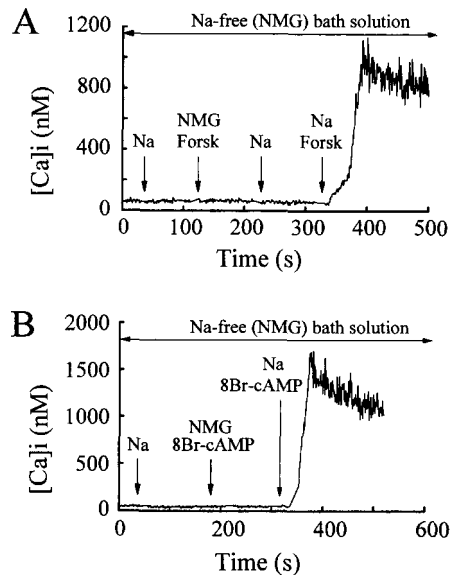 A
Na-free (NMG) bath solution
[Ca]i (nM)
1200
800
400
0
Na
NMG
Forsk
Na
Na
Forsk
0 100 200 300 400 500
Time (s)
B
Na-free (NMG) bath solution
[Ca]i (nM)
2000
1500
1000
500
0
Na
NMG
8Br-cAMP
Na
8Br-cAMP
0 200 400 600
Time (s)